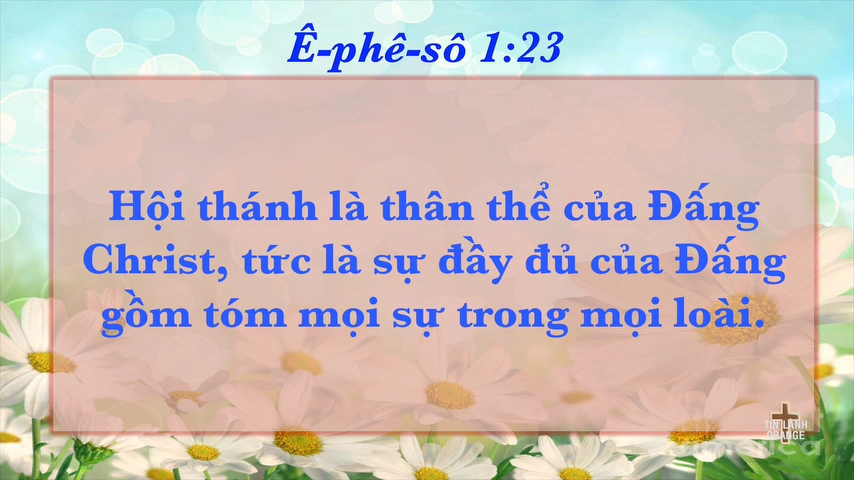 Ê-phê-sô 1:23
Hội thánh là thân thể của Đấng
Christ, tức là sự đầy đủ của Đấng
gồm tóm mọi sự trong mọi loài.
TIN LÀNH
ORANGE